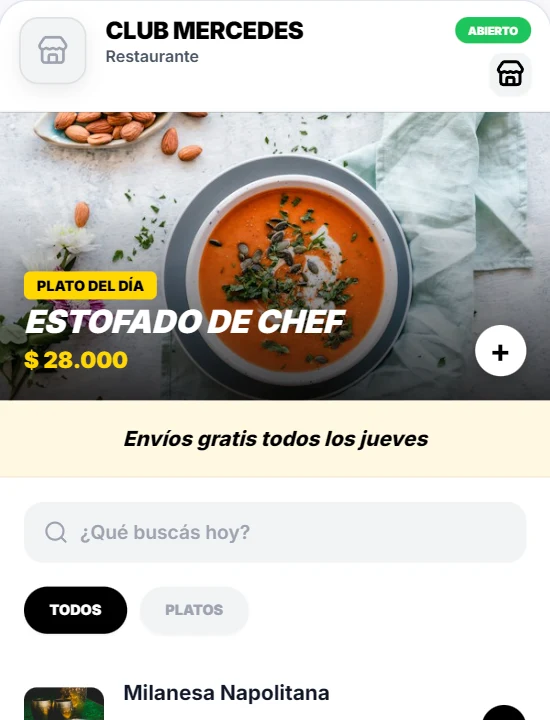 CLUB MERCEDES
ABIERTO
Restaurante
PLATO DEL DÍA
ESTOFADO DE CHEF
$ 28.000
+
Envíos gratis todos los jueves
¿Qué buscás hoy?
TODOS
PLATOS
Milanesa Napolitana